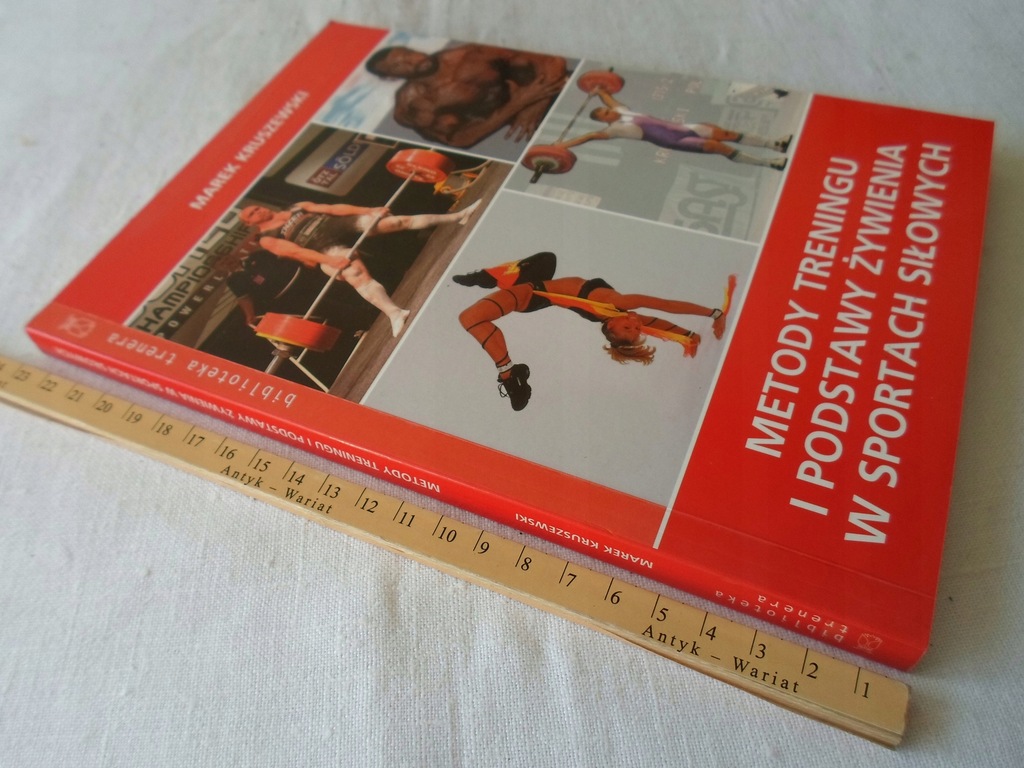 MAREK KRUSZEWSKI
METODY TRENINGU
I PODSTAWY ŻYWIENIA
W SPORTACH SIŁOWYCH
biblioteka trenera
METODY TRENINGU I PODSTAWY ŻYWIENIA W SPORTACH SIŁOWYCH
MAREK KRUSZEWSKI
biblioteka
trenera
23 22 21 20 19 18 17 16 15 14 13 12 11 10 9 8 7 6 5 4 3 2 1
Antyk – Wariat
Antyk – Wariat